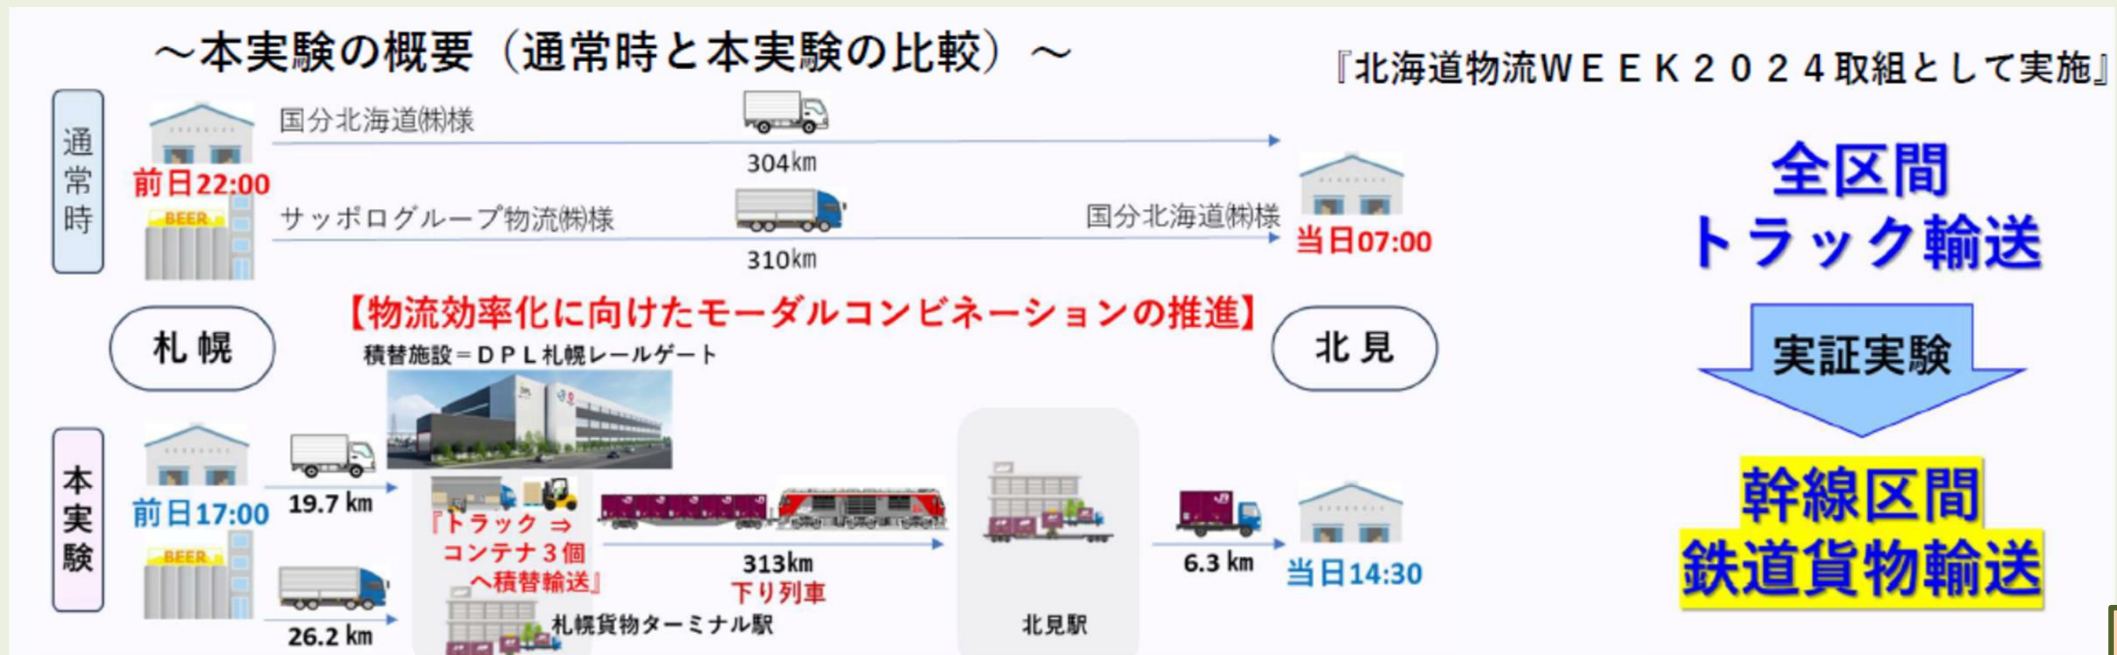 ～本実験の概要（通常時と本実験の比較）～
『北海道物流ＷＥＥＫ２０２４取組として実施』
通常時
国分北海道㈱様
304㎞
前日22:00
BEER
サッポログループ物流㈱様
国分北海道㈱様
310㎞
当日07:00
全区間
トラック輸送
【物流効率化に向けたモーダルコンビネーションの推進】
札幌
積替施設＝ＤＰＬ札幌レールゲート
北見
実証実験
本実験
前日17:00
19.7 ㎞
BEER
26.2 ㎞
『トラック ⇒
コンテナ３個
へ積替輸送』
313㎞
下り列車
札幌貨物ターミナル駅
北見駅
6.3 ㎞
当日14:30
幹線区間
鉄道貨物輸送